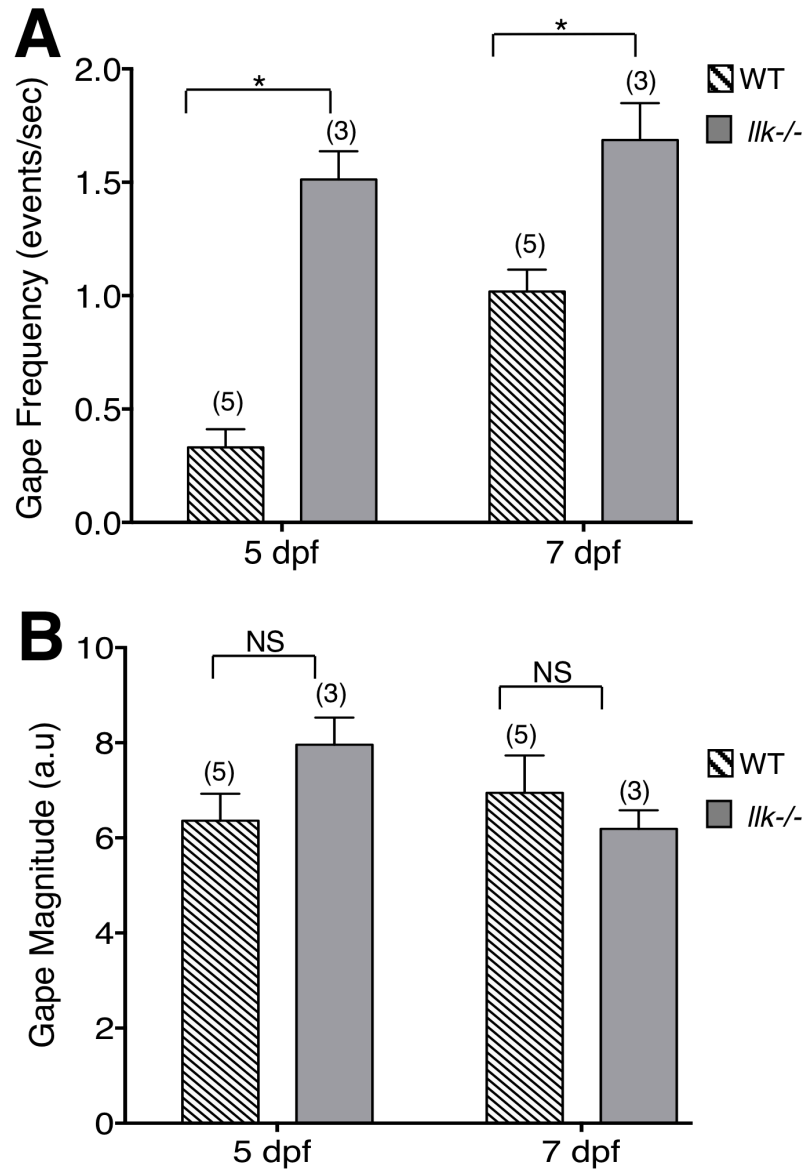 A
Gape Frequency (events/sec)
2.0
1.5
1.0
0.5
0.0
*
*
(5)
(3)
(5)
(3)
5 dpf
7 dpf
WT
llk-/-
B
Gape Magnitude (a.u)
10
8
6
4
2
0
NS
NS
(5)
(3)
(5)
(3)
5 dpf
7 dpf
WT
llk-/-